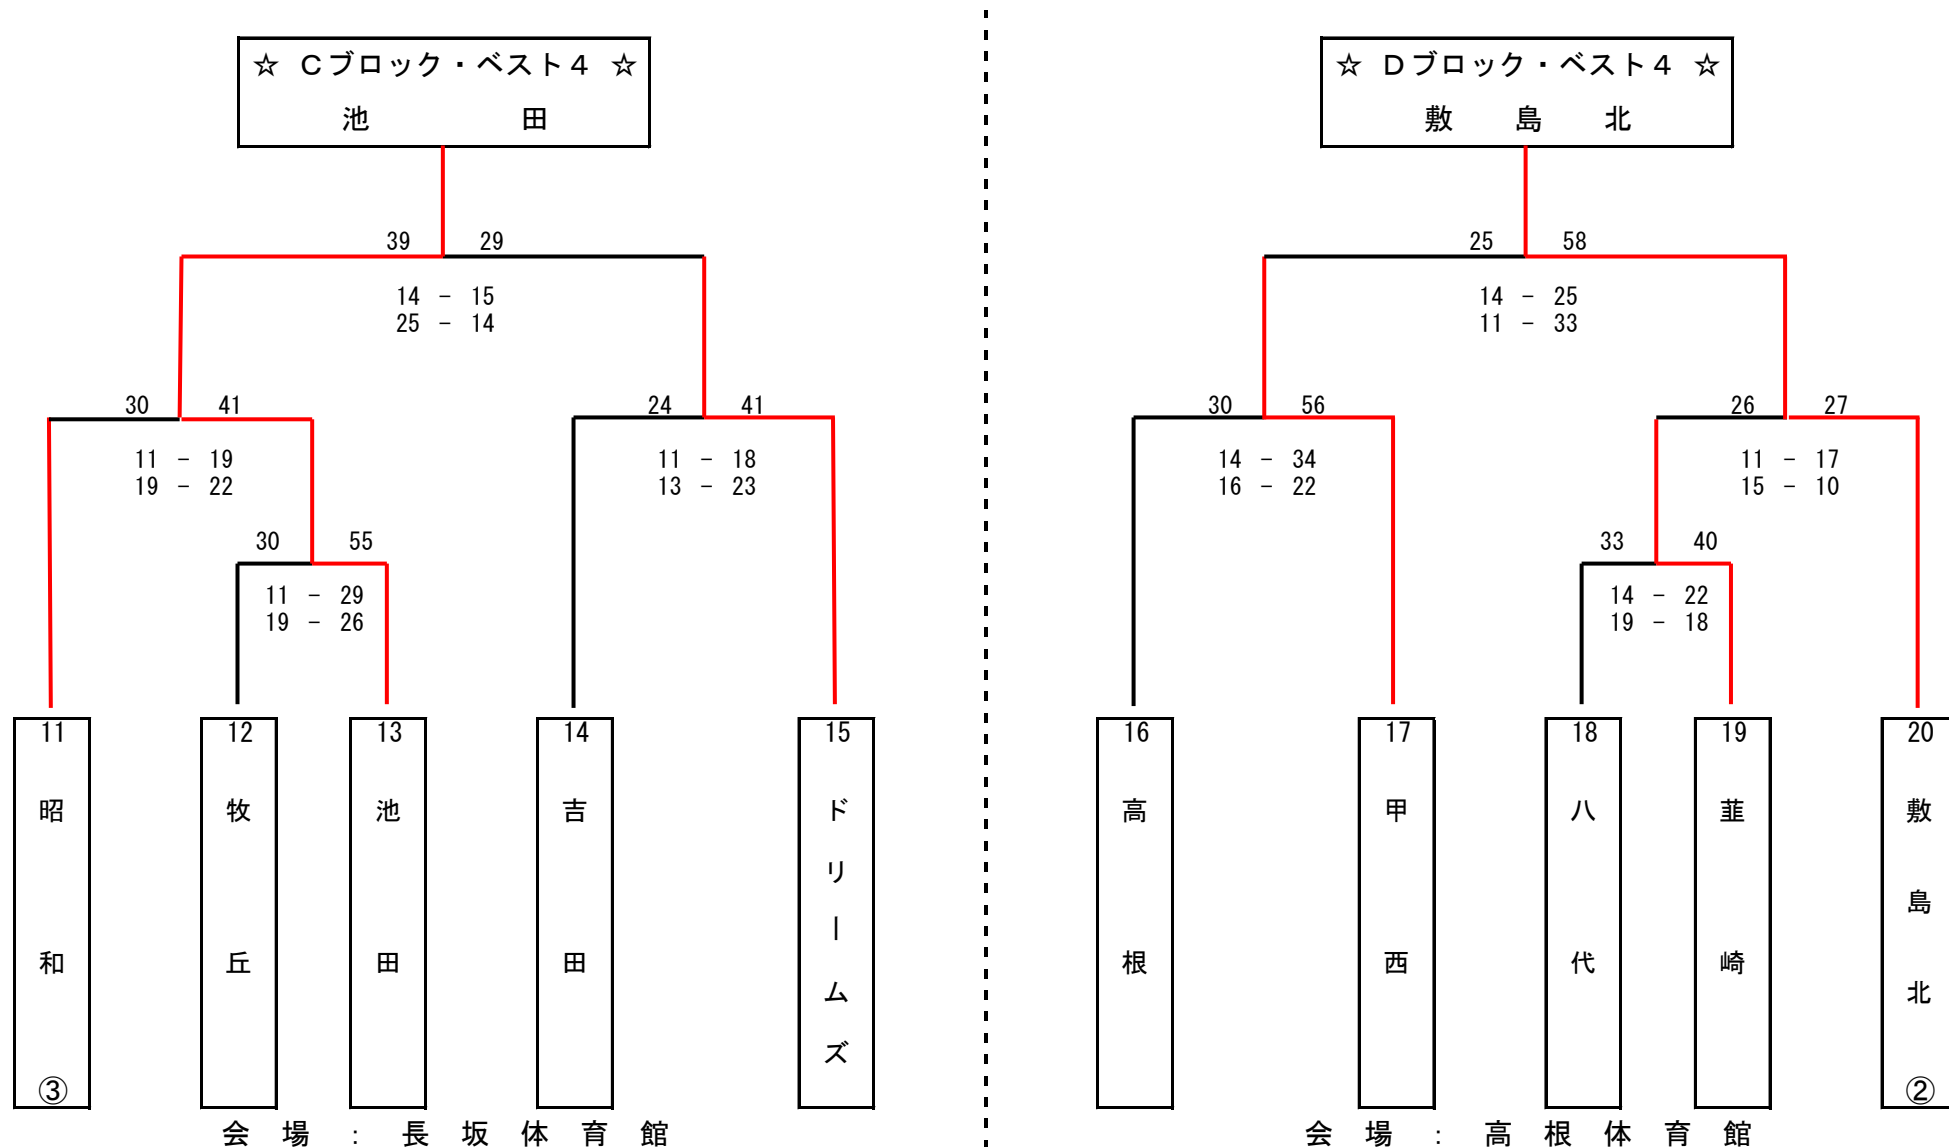 ☆ Cブロック・ベスト4 ☆
池田
39 29
14 - 15
25 - 14
30 41
11 - 19
19 - 22
24 41
11 - 18
13 - 23
30 55
11 - 29
19 - 26
11 昭和 ③
12 牧丘
13 池田
14 吉田
15 ドリームズ
会場:長坂体育館
☆ Dブロック・ベスト4 ☆
敷島北
25 58
14 - 25
11 - 33
30 56
14 - 34
16 - 22
26 27
11 - 17
15 - 10
33 40
14 - 22
19 - 18
16 高根
17 甲西
18 八代
19 韮崎
20 敷島北 ②
会場:高根体育館